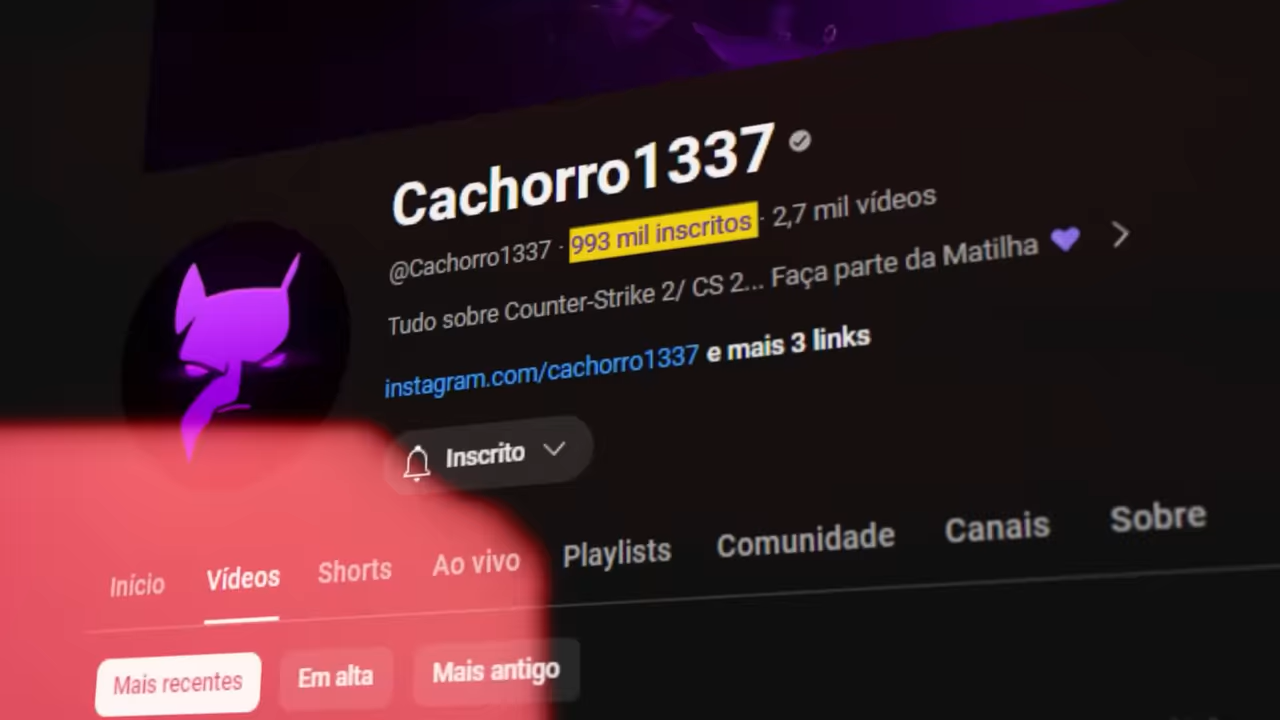 Cachorro1337
@Cachorro1337 · 993 mil inscritos · 2,7 mil vídeos
Tudo sobre Counter-Strike 2/ CS 2... Faça parte da Matilha 💜
instagram.com/cachorro1337 e mais 3 links
Inscrito
Início Vídeos Shorts Ao vivo Playlists Comunidade Canais Sobre
Mais recentes Em alta Mais antigo